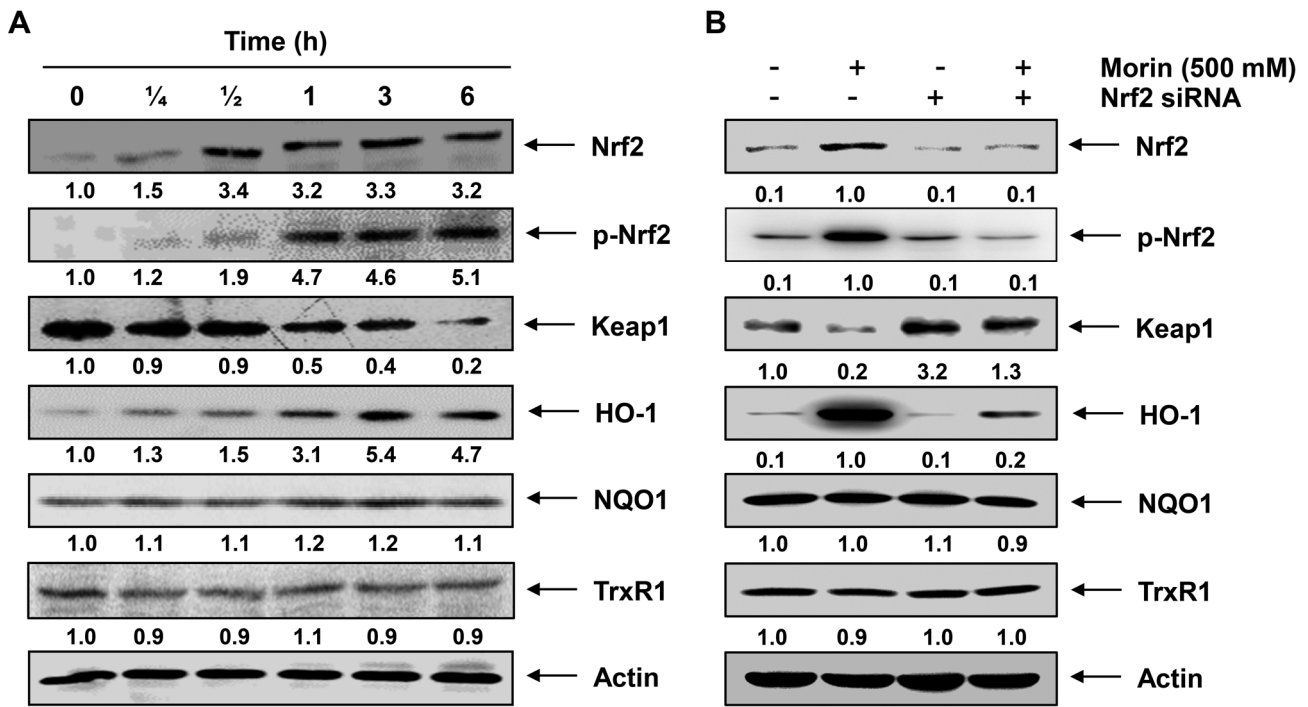 A
Time (h)
0 ¼ ½ 1 3 6
Nrf2
1.0 1.5 3.4 3.2 3.3 3.2
p-Nrf2
1.0 1.2 1.9 4.7 4.6 5.1
Keap1
1.0 0.9 0.9 0.5 0.4 0.2
HO-1
1.0 1.3 1.5 3.1 5.4 4.7
NQO1
1.0 1.1 1.1 1.2 1.2 1.1
TrxR1
1.0 0.9 0.9 1.1 0.9 0.9
Actin
B
- + - + Morin (500 mM)
- - + + Nrf2 siRNA
Nrf2
0.1 1.0 0.1 0.1
p-Nrf2
0.1 1.0 0.1 0.1
Keap1
1.0 0.2 3.2 1.3
HO-1
0.1 1.0 0.1 0.2
NQO1
1.0 1.0 1.1 0.9
TrxR1
1.0 0.9 1.0 1.0
Actin